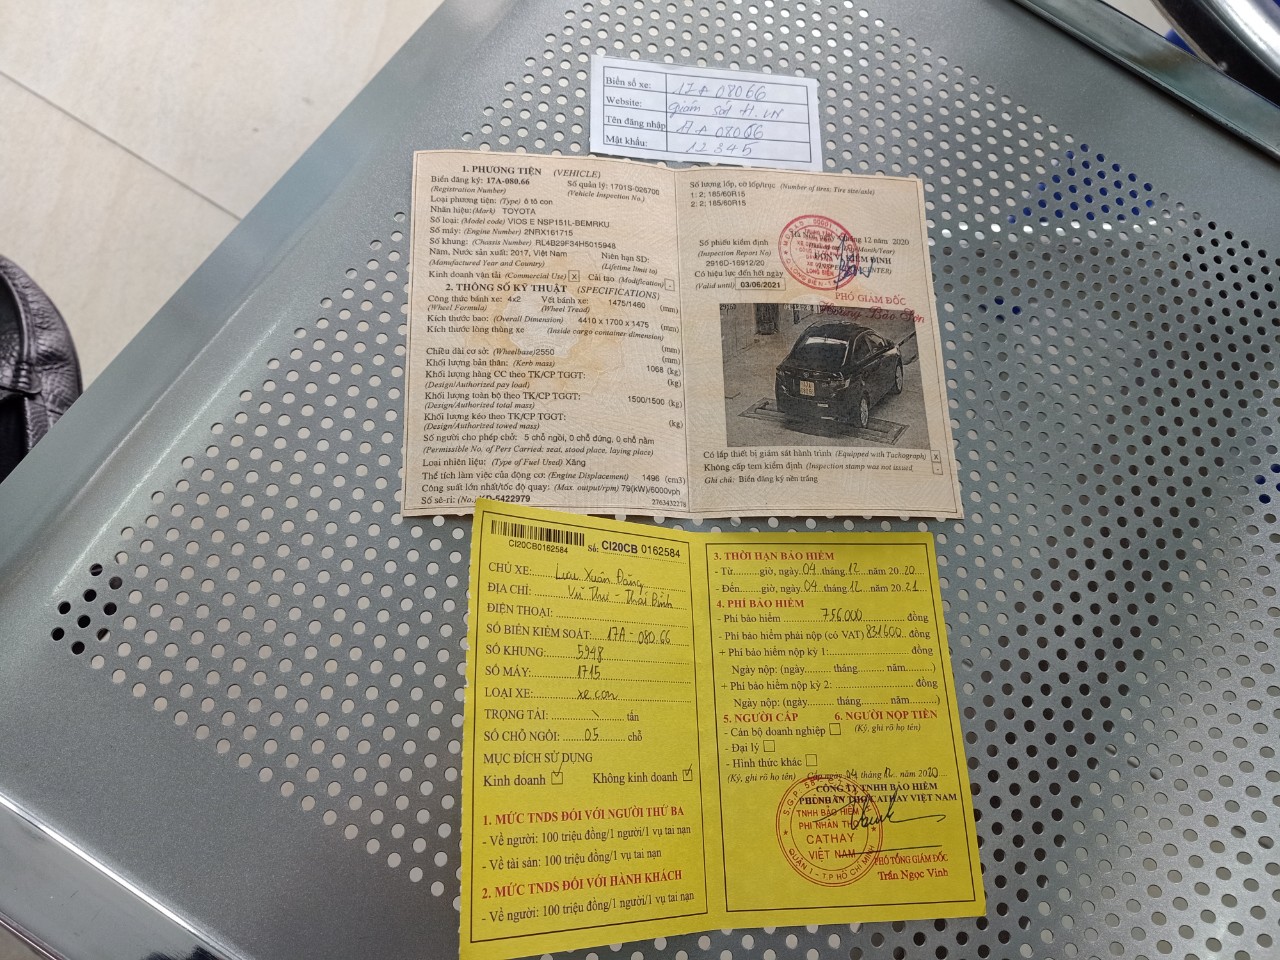 Biển số xe: 17A 08066
Website: giám sát H.VN
Tên đăng nhập 17A 08066
Mật khẩu: 12345
1. PHƯƠNG TIỆN (VEHICLE)
Biển đăng ký: 17A-080.66 Số quản lý: 1701S-026706
(Registration Number) (Vehicle Inspection No.)
Loại phương tiện: (Type) ô tô con
Nhãn hiệu: (Mark) TOYOTA
Số loại: (Model code) VIOS E NSP151L-BEMRKU
Số máy: (Engine Number) 2NRX161715
Số khung: (Chassis Number) RL4B29F34H5015948
Năm, Nước sản xuất: 2017, Việt Nam Niên hạn SD:
(Manufactured Year and Country) (Lifetime limit to)
Kinh doanh vận tải (Commercial Use) x Cải tạo (Modification) -
2. THÔNG SỐ KỸ THUẬT (SPECIFICATIONS)
Công thức bánh xe: 4x2 Vết bánh xe: 1475/1460 (mm)
(Wheel Formula) (Wheel Tread)
Kích thước bao: (Overall Dimension) 4410 x 1700 x 1475 (mm)
Kích thước lòng thùng xe (Inside cargo container dimension)
(mm)
Chiều dài cơ sở: (Wheelbase) 2550 (mm)
Khối lượng bản thân: (Kerb mass) 1068 (kg)
Khối lượng hàng CC theo TK/CP TGGT: (kg)
(Design/Authorized pay load)
Khối lượng toàn bộ theo TK/CP TGGT: 1500/1500 (kg)
(Design/Authorized total mass)
Khối lượng kéo theo TK/CP TGGT: (kg)
(Design/Authorized towed mass)
Số người cho phép chở: 5 chỗ ngồi, 0 chỗ đứng, 0 chỗ nằm
(Permissible No. of Pers Carried: seat, stood place, laying place)
Loại nhiên liệu: (Type of Fuel Used) Xăng
Thể tích làm việc của động cơ: (Engine Displacement) 1496 (cm3)
Công suất lớn nhất/tốc độ quay: (Max. output/rpm) 79(kW)/6000vph
Số sê-ri: (No.) KD-5422979 2763432278
Số lượng lốp, cỡ lốp/trục (Number of tires; Tire size/axle)
1: 2; 185/60R15
2: 2; 185/60R15
tháng 12 năm 2020
Số phiếu kiểm định
(Inspection Report No)
2916D-16912/20
Có hiệu lực đến hết ngày
(Valid until) 03/06/2021
ĐƠN VỊ KIỂM ĐỊNH
PHÓ GIÁM ĐỐC
Hoàng Bảo Sơn
Có lắp thiết bị giám sát hành trình (Equipped with Tachograph) x
Không cấp tem kiểm định (Inspection stamp was not issued -
Ghi chú: Biển đăng ký nền trắng
CI20CB0162584 Số: CI20CB 0162584
CHỦ XE: Lưu Xuân Đảng
ĐỊA CHỈ: Vũ Thư - Thái Bình
ĐIỆN THOẠI:
SỐ BIỂN KIỂM SOÁT: 17A - 080.66
SỐ KHUNG: 5948
SỐ MÁY: 1715
LOẠI XE: xe con
TRỌNG TẢI: \ tấn
SỐ CHỖ NGỒI: 05 chỗ
MỤC ĐÍCH SỬ DỤNG
Kinh doanh Không kinh doanh
1. MỨC TNDS ĐỐI VỚI NGƯỜI THỨ BA
- Về người: 100 triệu đồng/1 người/1 vụ tai nạn
- Về tài sản: 100 triệu đồng/1 vụ tai nạn
2. MỨC TNDS ĐỐI VỚI HÀNH KHÁCH
- Về người: 100 triệu đồng/1 người/1 vụ tai nạn
3. THỜI HẠN BẢO HIỂM
- Từ......giờ, ngày 04 tháng 12 năm 20 20
- Đến......giờ, ngày 04 tháng 12 năm 20 21
4. PHÍ BẢO HIỂM
- Phí bảo hiểm 756.000 đồng
- Phí bảo hiểm phải nộp (có VAT) 831.600 đồng
+ Phí bảo hiểm nộp kỳ 1: đồng
Ngày nộp: (ngày......... tháng......... năm.........)
+ Phí bảo hiểm nộp kỳ 2: đồng
Ngày nộp: (ngày......... tháng......... năm.........)
5. NGƯỜI CẤP 6. NGƯỜI NỘP TIỀN
- Cán bộ doanh nghiệp (Ký, ghi rõ họ tên)
- Đại lý
- Hình thức khác
(Ký, ghi rõ họ tên) Cấp ngày 04 tháng 12 năm 2020
CÔNG TY TNHH BẢO HIỂM
PHI NHÂN THỌ CATHAY VIỆT NAM
TNHH BẢO HIỂM
PHI NHÂN THỌ
CATHAY
VIỆT NAM
QUẬN 1 - T.P HỒ CHÍ MINH
PHÓ TỔNG GIÁM ĐỐC
Trần Ngọc Vinh